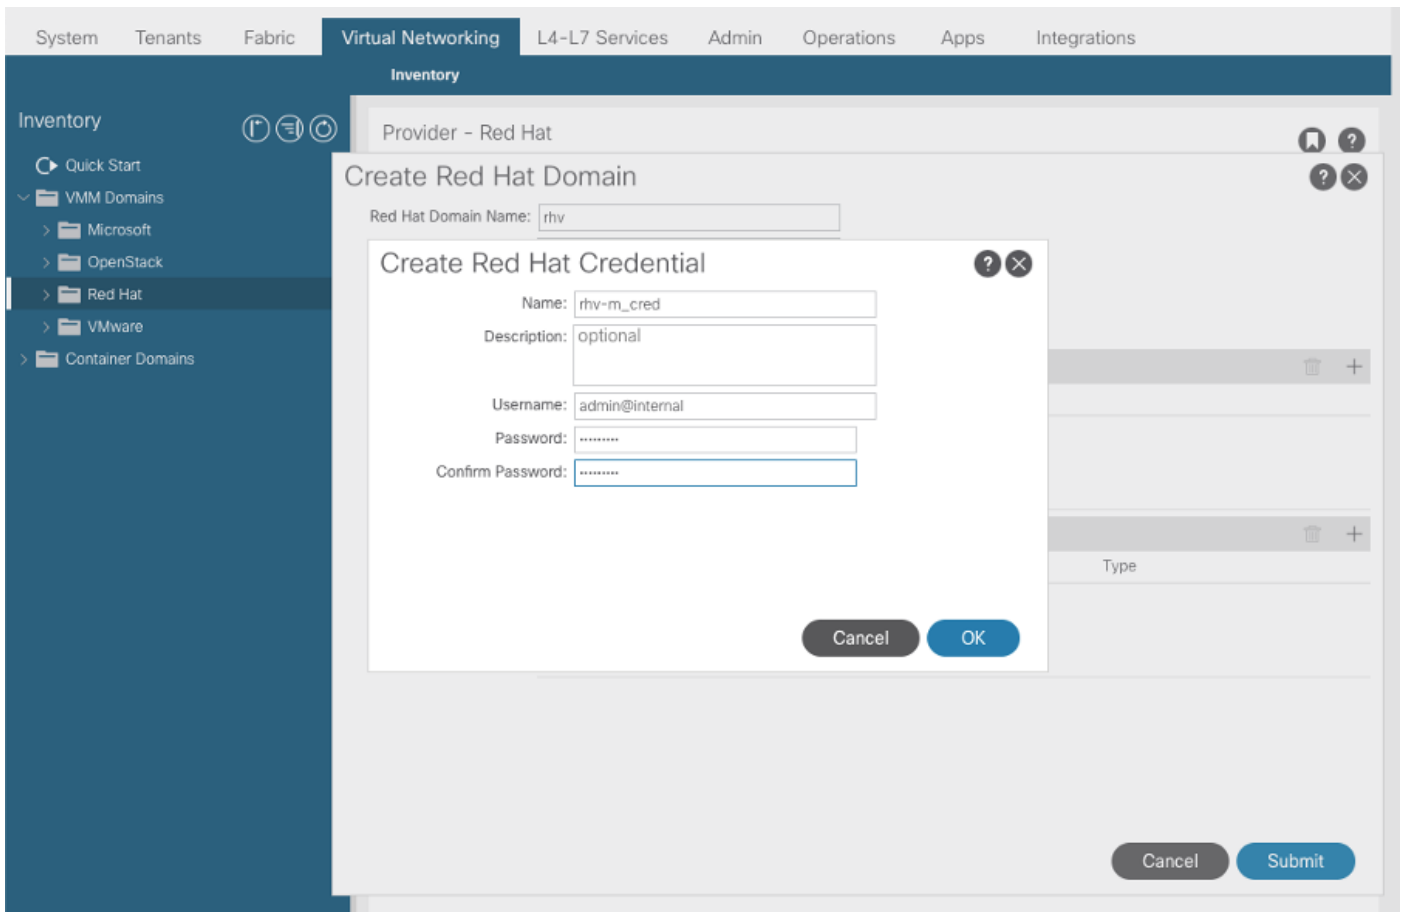 System Tenants Fabric Virtual Networking L4-L7 Services Admin Operations Apps Integrations
Inventory
Inventory
Quick Start
VMM Domains
Microsoft
OpenStack
Red Hat
VMware
Container Domains
Provider - Red Hat
Create Red Hat Domain
Red Hat Domain Name: rhv
Create Red Hat Credential
Name: rhv-m_cred
Description: optional
Username: admin@internal
Password: ·········
Confirm Password: ·········
Cancel OK
Type
Cancel Submit